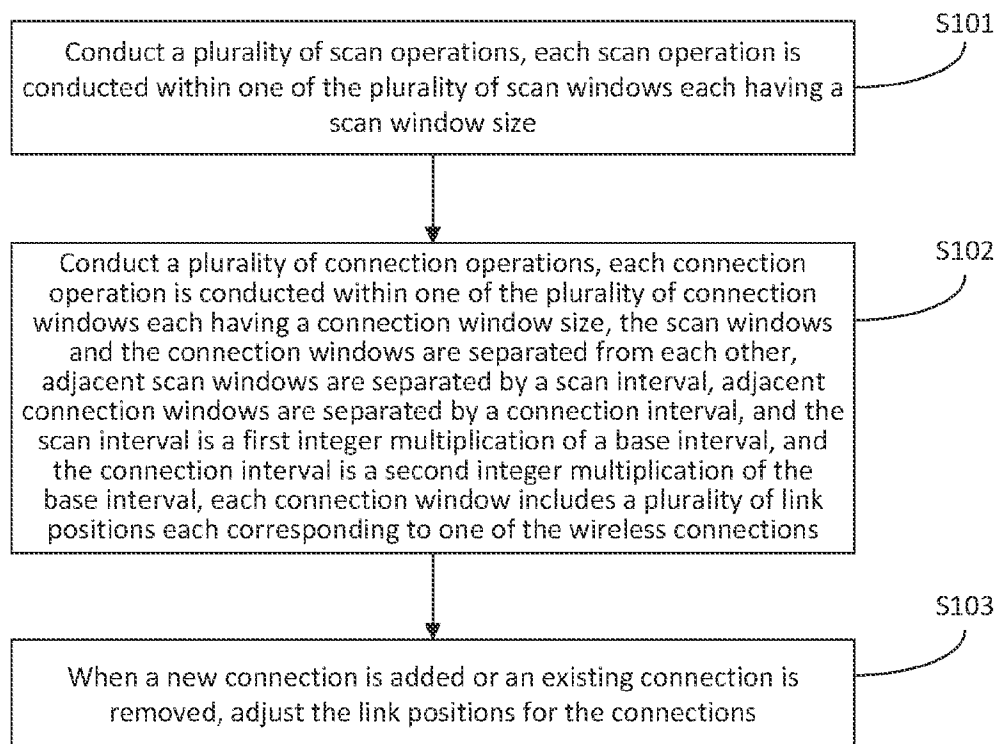 S101
Conduct a plurality of scan operations, each scan operation is
conducted within one of the plurality of scan windows each having a
scan window size
S102
Conduct a plurality of connection operations, each connection
operation is conducted within one of the plurality of connection
windows each having a connection window size, the scan windows
and the connection windows are separated from each other,
adjacent scan windows are separated by a scan interval, adjacent
connection windows are separated by a connection interval, and the
scan interval is a first integer multiplication of a base interval, and
the connection interval is a second integer multiplication of the
base interval, each connection window includes a plurality of link
positions each corresponding to one of the wireless connections
S103
When a new connection is added or an existing connection is
removed, adjust the link positions for the connections